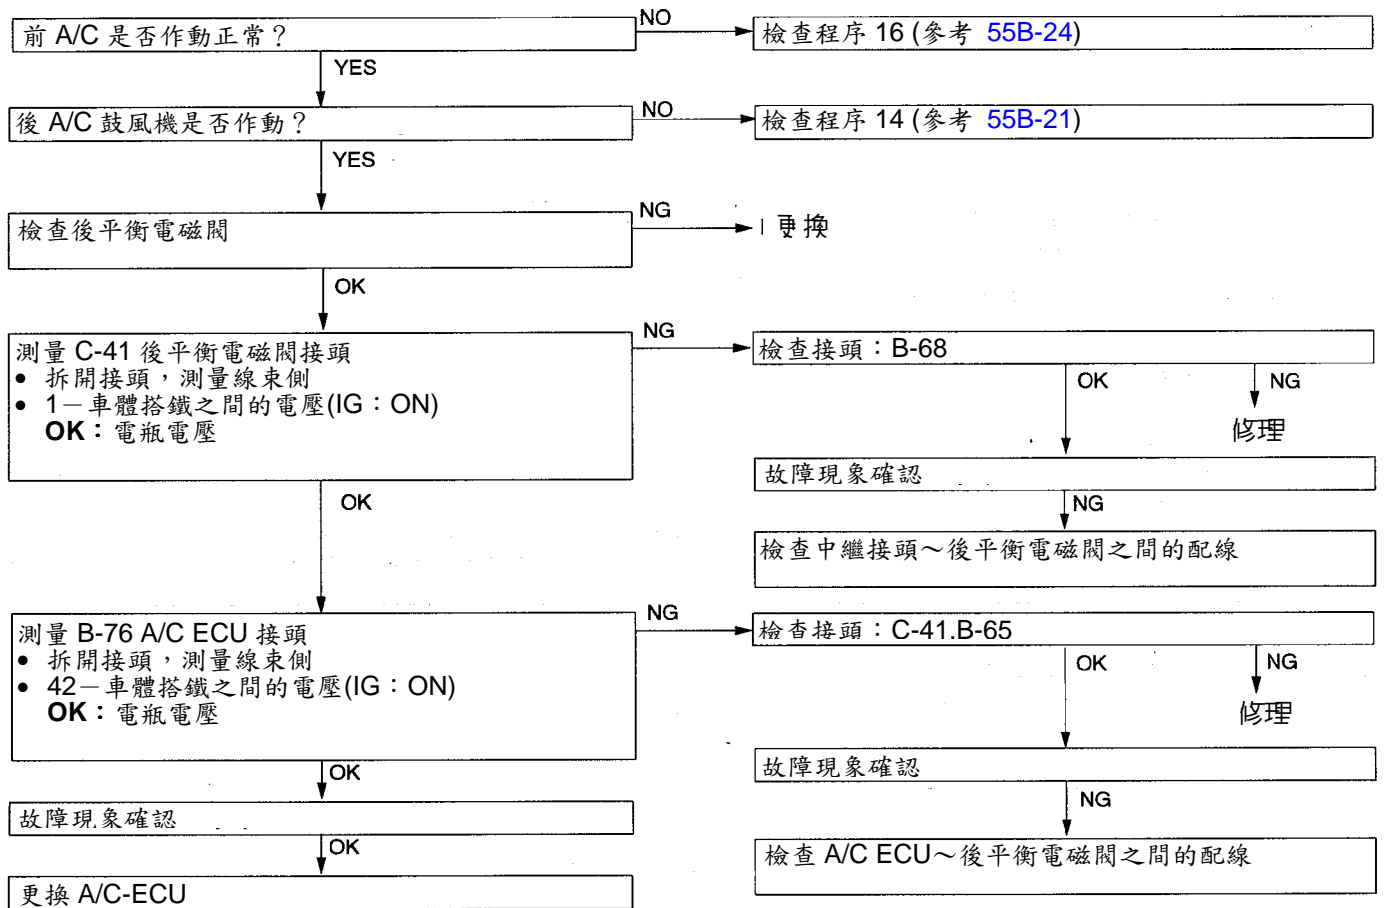 前 A/C 是否作動正常？
NO
檢查程序 16 (參考 55B-24)
YES
後 A/C 鼓風機是否作動？
NO
檢查程序 14 (參考 55B-21)
YES
檢查後平衡電磁閥
NG
更換
OK
測量 C-41 後平衡電磁閥接頭
• 拆開接頭，測量線束側
• 1－車體搭鐵之間的電壓(IG：ON)
OK：電瓶電壓
NG
檢查接頭：B-68
OK
NG
修理
故障現象確認
NG
檢查中繼接頭～後平衡電磁閥之間的配線
OK
測量 B-76 A/C ECU 接頭
• 拆開接頭，測量線束側
• 42－車體搭鐵之間的電壓(IG：ON)
OK：電瓶電壓
NG
檢查接頭：C-41.B-65
OK
NG
修理
故障現象確認
NG
檢查 A/C ECU～後平衡電磁閥之間的配線
OK
故障現象確認
OK
更換 A/C-ECU